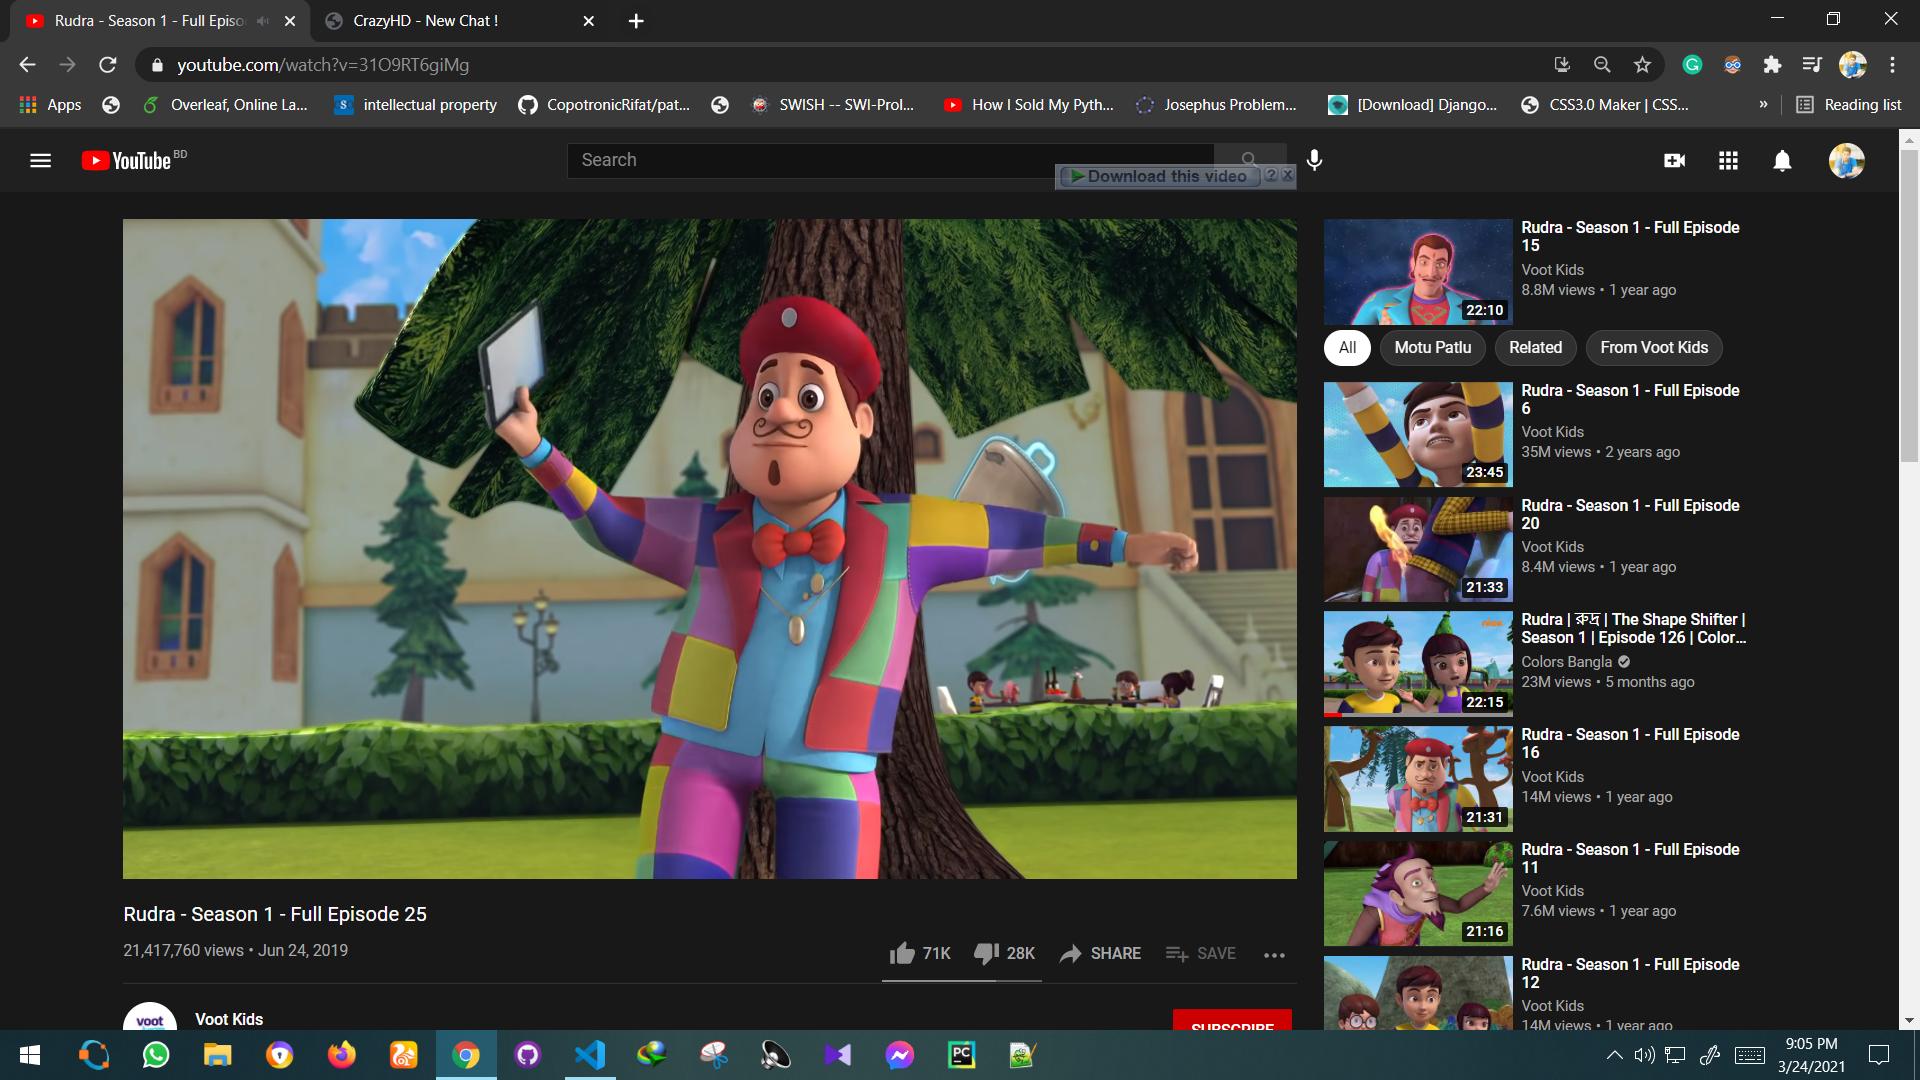 Rudra - Season 1 - Full Episo
CrazyHD - New Chat !
youtube.com/watch?v=31O9RT6giMg
Apps
Overleaf, Online La...
intellectual property
CopotronicRifat/pat...
SWISH -- SWI-Prol...
How I Sold My Pyth...
Josephus Problem...
[Download] Django...
CSS3.0 Maker | CSS...
»
Reading list
YouTube BD
Search
Download this video ? X
Rudra - Season 1 - Full Episode
15
Voot Kids
8.8M views • 1 year ago
22:10
All
Motu Patlu
Related
From Voot Kids
Rudra - Season 1 - Full Episode
6
Voot Kids
35M views • 2 years ago
23:45
Rudra - Season 1 - Full Episode
20
Voot Kids
8.4M views • 1 year ago
21:33
Rudra | रुद्र | The Shape Shifter |
Season 1 | Episode 126 | Color...
Colors Bangla
23M views • 5 months ago
nick
22:15
Rudra - Season 1 - Full Episode
16
Voot Kids
14M views • 1 year ago
21:31
Rudra - Season 1 - Full Episode
11
Voot Kids
7.6M views • 1 year ago
21:16
Rudra - Season 1 - Full Episode
12
Voot Kids
14M views • 1 year ago
Rudra - Season 1 - Full Episode 25
21,417,760 views • Jun 24, 2019
71K
28K
SHARE
SAVE
voot
Voot Kids
SUBSCRIBE
PC
9:05 PM
3/24/2021